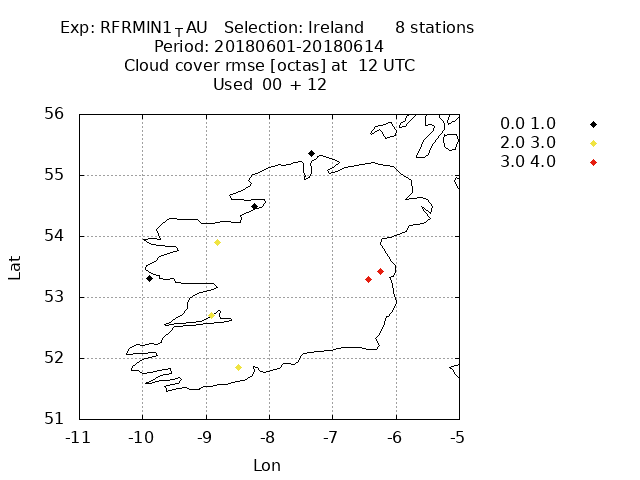 Exp: RFRMIN1TAU Selection: Ireland 8 stations
Period: 20180601-20180614
Cloud cover rmse [octas] at 12 UTC
Used 00 + 12
0.0 1.0
2.0 3.0
3.0 4.0
56
55
54
53
52
51
Lat
-11 -10 -9 -8 -7 -6 -5
Lon